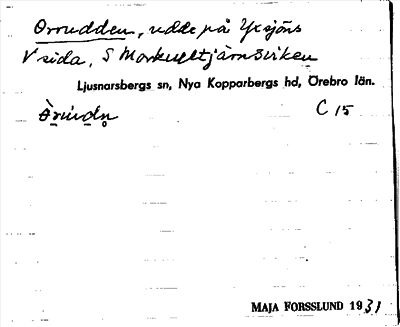 Orrudden, udde på Yxsjöns
V sida, S Morkulltjärnsviken
Ljusnarsbergs sn, Nya Kopparbergs hd, Örebro län.
C 15
MAJA FORSSLUND 1931